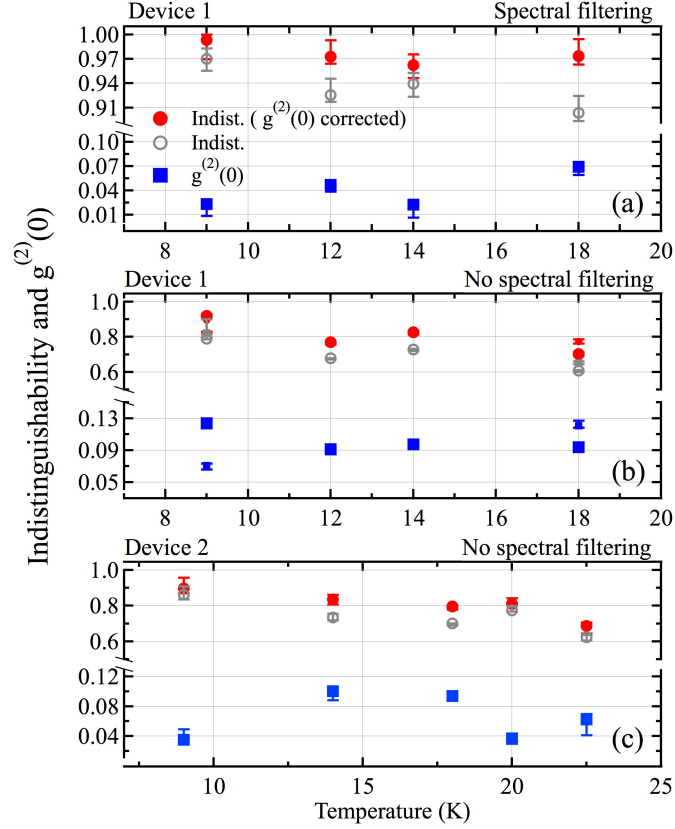 Device 1 Spectral filtering
1.00
0.97
0.94
0.91
Indist. ( g(2)(0) corrected)
Indist.
g(2)(0)
0.10
0.07
0.04
0.01
(a)
8 10 12 14 16 18 20
Device 1 No spectral filtering
1.0
0.8
0.6
0.13
0.09
0.05
(b)
8 10 12 14 16 18 20
Device 2 No spectral filtering
1.0
0.8
0.6
0.12
0.08
0.04
(c)
10 15 20 25
Temperature (K)
Indistinguishability and g(2)(0)